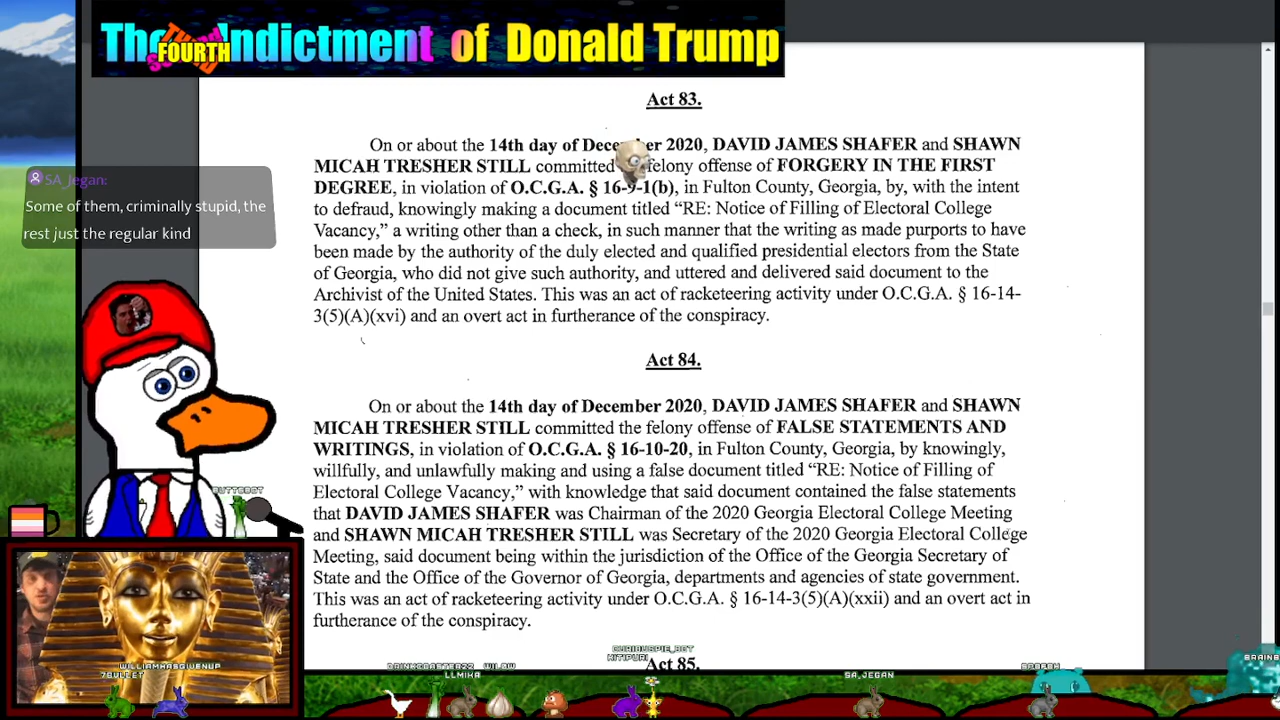 The FOURTH Indictment of Donald Trump
Act 83.
On or about the 14th day of December 2020, DAVID JAMES SHAFER and SHAWN
MICAH TRESHER STILL committed felony offense of FORGERY IN THE FIRST
DEGREE, in violation of O.C.G.A. § 16-9-1(b), in Fulton County, Georgia, by, with the intent
to defraud, knowingly making a document titled “RE: Notice of Filling of Electoral College
Vacancy,” a writing other than a check, in such manner that the writing as made purports to have
been made by the authority of the duly elected and qualified presidential electors from the State
of Georgia, who did not give such authority, and uttered and delivered said document to the
Archivist of the United States. This was an act of racketeering activity under O.C.G.A. § 16-14-
3(5)(A)(xvi) and an overt act in furtherance of the conspiracy.
Act 84.
On or about the 14th day of December 2020, DAVID JAMES SHAFER and SHAWN
MICAH TRESHER STILL committed the felony offense of FALSE STATEMENTS AND
WRITINGS, in violation of O.C.G.A. § 16-10-20, in Fulton County, Georgia, by knowingly,
willfully, and unlawfully making and using a false document titled “RE: Notice of Filling of
Electoral College Vacancy,” with knowledge that said document contained the false statements
that DAVID JAMES SHAFER was Chairman of the 2020 Georgia Electoral College Meeting
and SHAWN MICAH TRESHER STILL was Secretary of the 2020 Georgia Electoral College
Meeting, said document being within the jurisdiction of the Office of the Georgia Secretary of
State and the Office of the Governor of Georgia, departments and agencies of state government.
This was an act of racketeering activity under O.C.G.A. § 16-14-3(5)(A)(xxii) and an overt act in
furtherance of the conspiracy.
Act 85.
SA_Jegan:
Some of them, criminally stupid, the
rest just the regular kind
BUTTSBOT
WILLIAMHASGIVENUP
7BULLET
LLMIKA
KITIPURI
SA_JEGAN